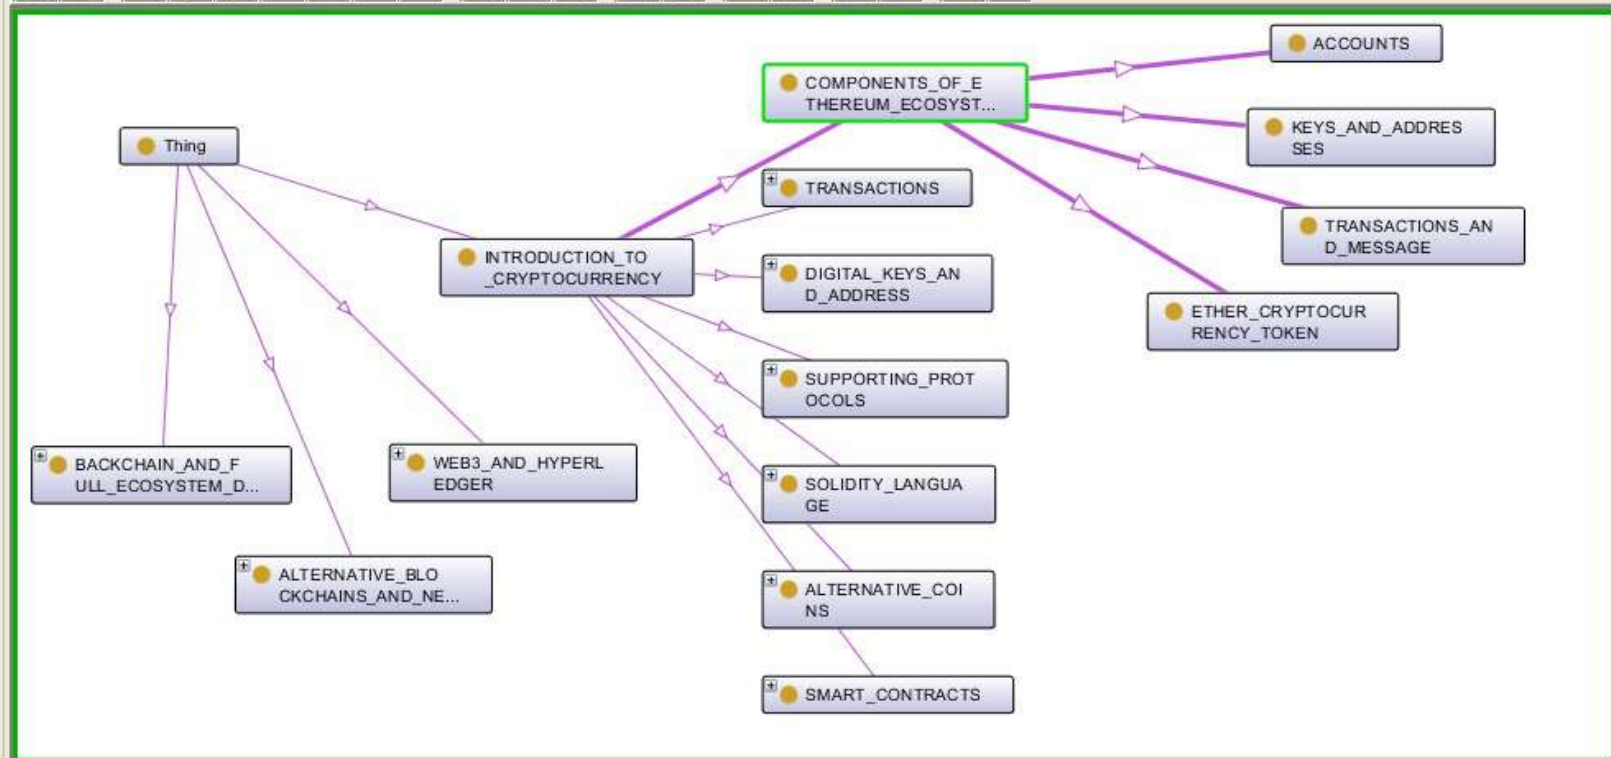 ACCOUNTS
COMPONENTS_OF_E
THEREUM_ECOSYST...
KEYS_AND_ADDRES
SES
Thing
TRANSACTIONS
TRANSACTIONS_AN
D_MESSAGE
INTRODUCTION_TO
_CRYPTOCURRENCY
DIGITAL_KEYS_AN
D_ADDRESS
ETHER_CRYPTOCUR
RENCY_TOKEN
SUPPORTING_PROT
OCOLS
BACKCHAIN_AND_F
ULL_ECOSYSTEM_D...
WEB3_AND_HYPERL
EDGER
SOLIDITY_LANGUA
GE
ALTERNATIVE_BLO
CKCHAINS_AND_NE...
ALTERNATIVE_COI
NS
SMART_CONTRACTS